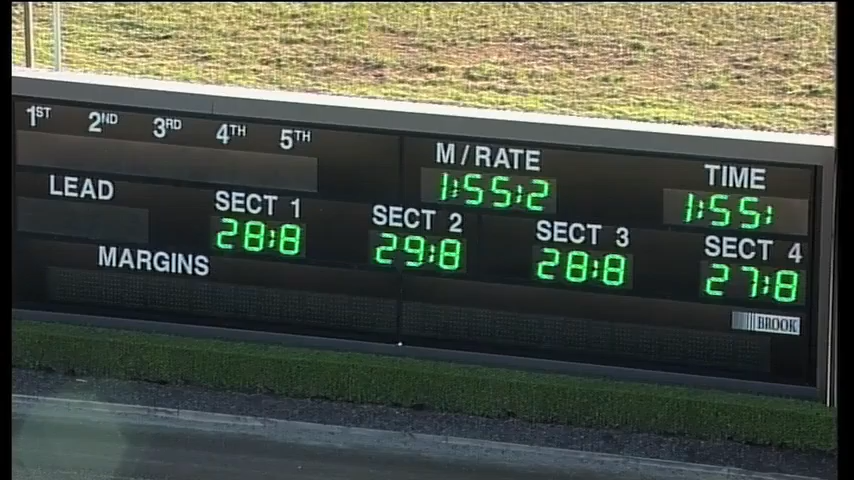 1ST 2ND 3RD 4TH 5TH
M/RATE
1:55:2
TIME
1:55:
LEAD
SECT 1
28:8
SECT 2
29:8
SECT 3
28:8
SECT 4
27:8
MARGINS
BROOK